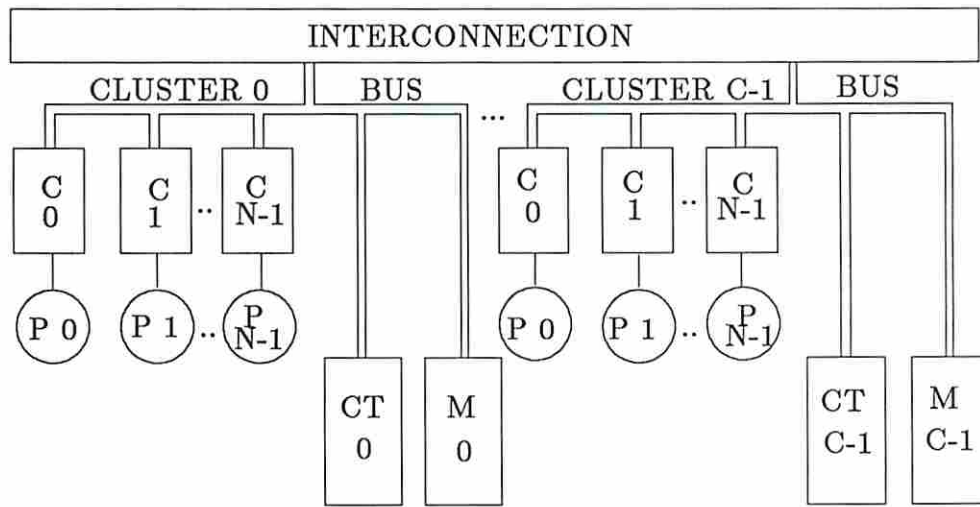 INTERCONNECTION
CLUSTER 0 BUS
...
CLUSTER C-1 BUS
C
0
C
1
..
C
N-1
C
0
C
1
..
C
N-1
P 0
P 1
..
P
N-1
P 0
P 1
..
P
N-1
CT
0
M
0
CT
C-1
M
C-1